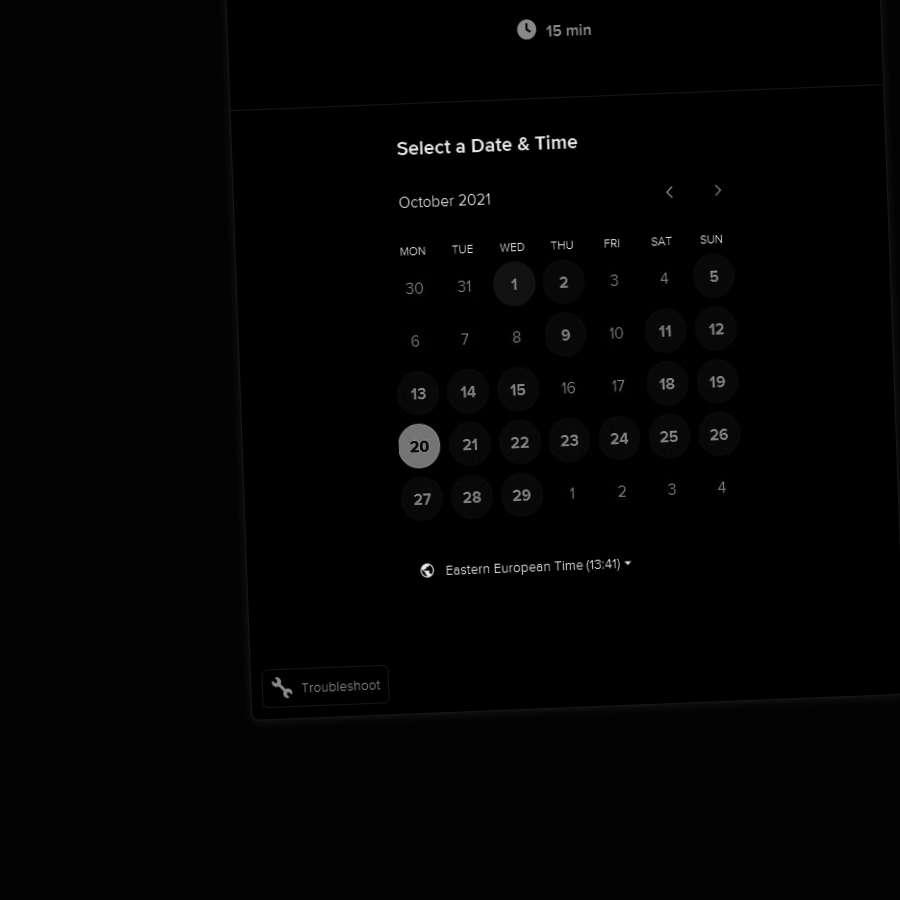 15 min
Select a Date & Time
October 2021
MON TUE WED THU FRI SAT SUN
30 31 1 2 3 4 5
6 7 8 9 10 11 12
13 14 15 16 17 18 19
20 21 22 23 24 25 26
27 28 29 1 2 3 4
Eastern European Time (13:41)
Troubleshoot